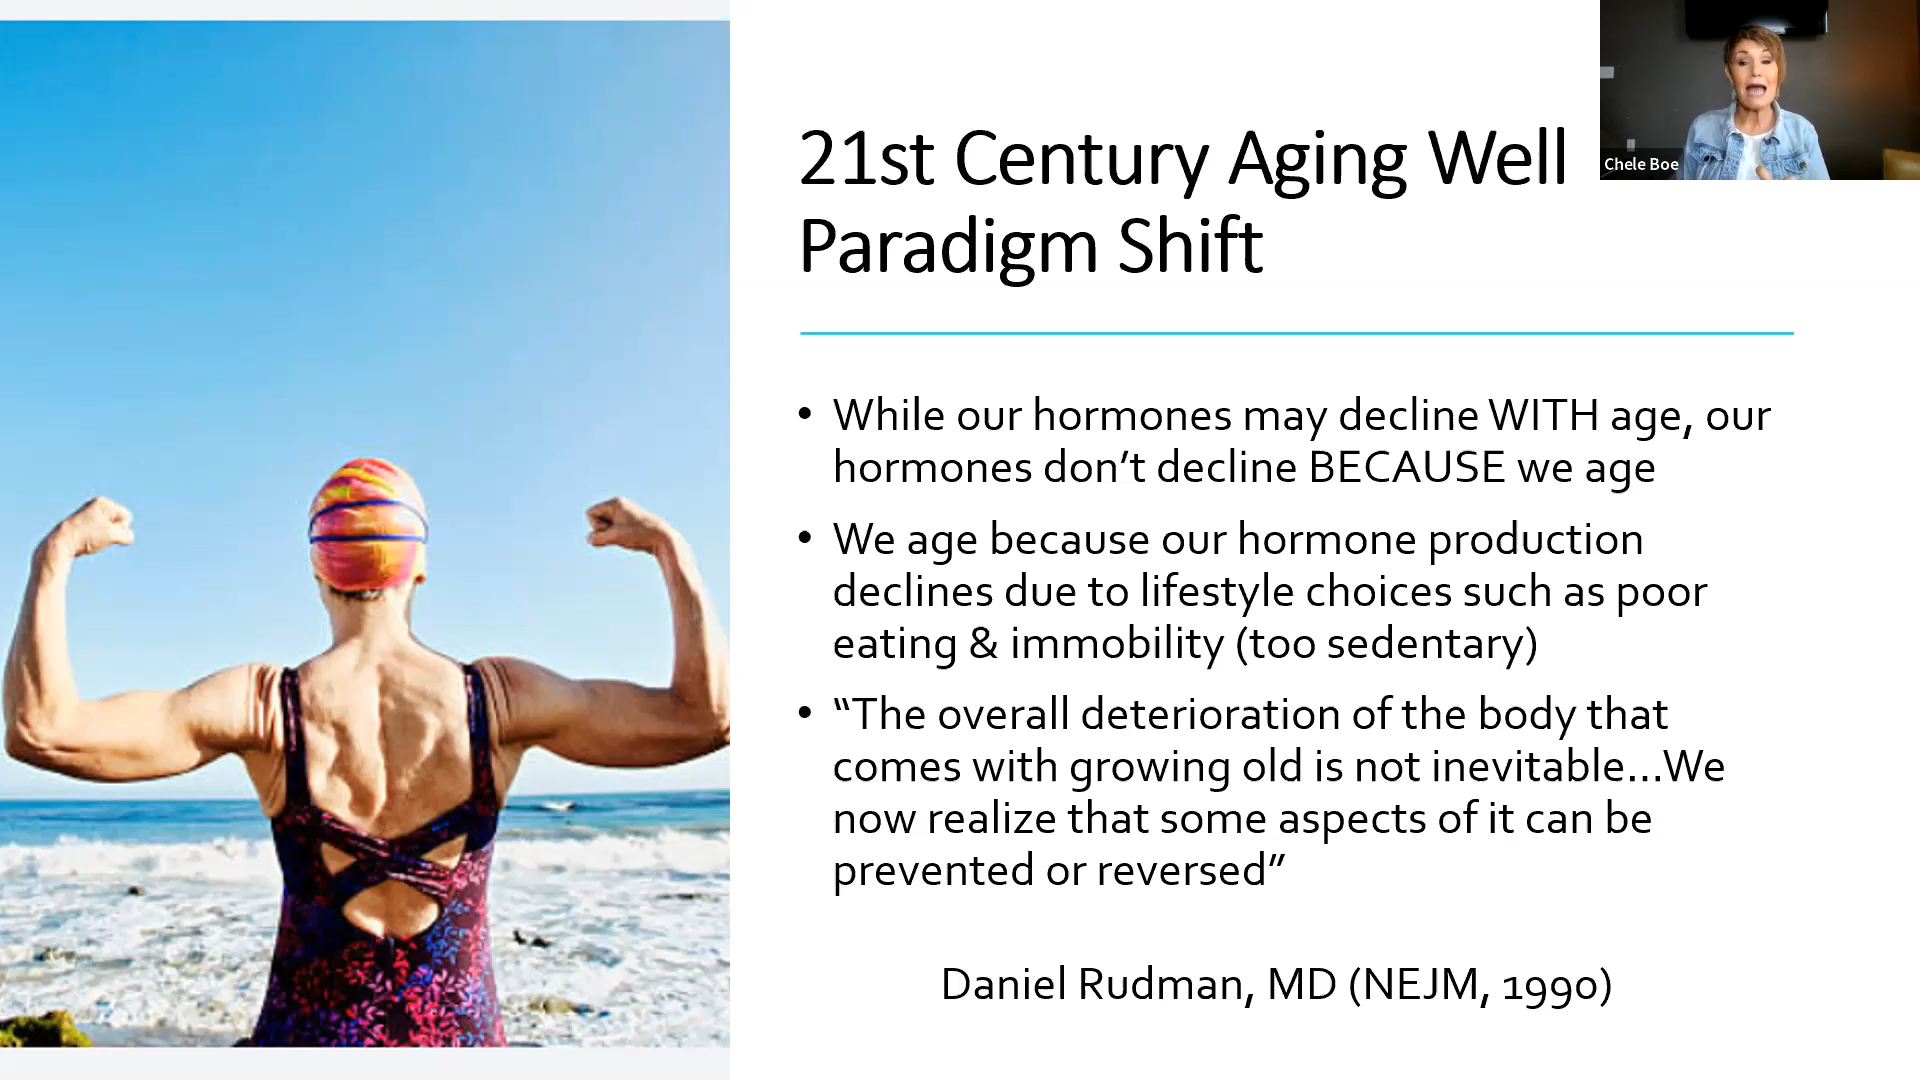 21st Century Aging Well
Paradigm Shift
Chele Boe
• While our hormones may decline WITH age, our
hormones don’t decline BECAUSE we age
• We age because our hormone production
declines due to lifestyle choices such as poor
eating & immobility (too sedentary)
• “The overall deterioration of the body that
comes with growing old is not inevitable…We
now realize that some aspects of it can be
prevented or reversed”
Daniel Rudman, MD (NEJM, 1990)